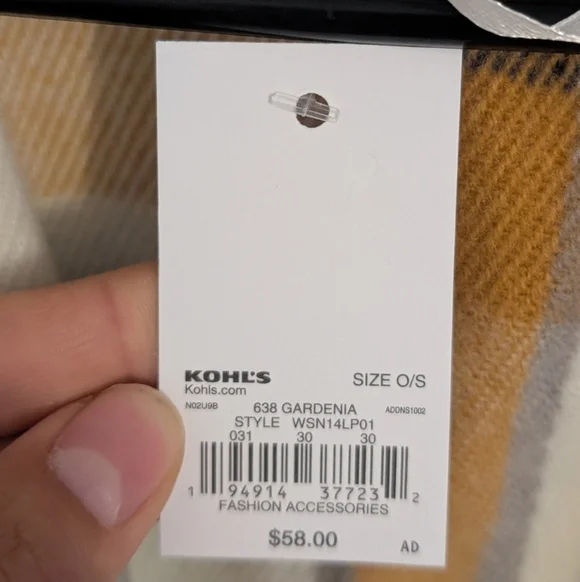 KOHL'S SIZE O/S
Kohls.com
N02U9B 638 GARDENIA ADDNS1002
STYLE WSN14LP01
031 30 30
1 94914 37723 2
FASHION ACCESSORIES
$58.00 AD